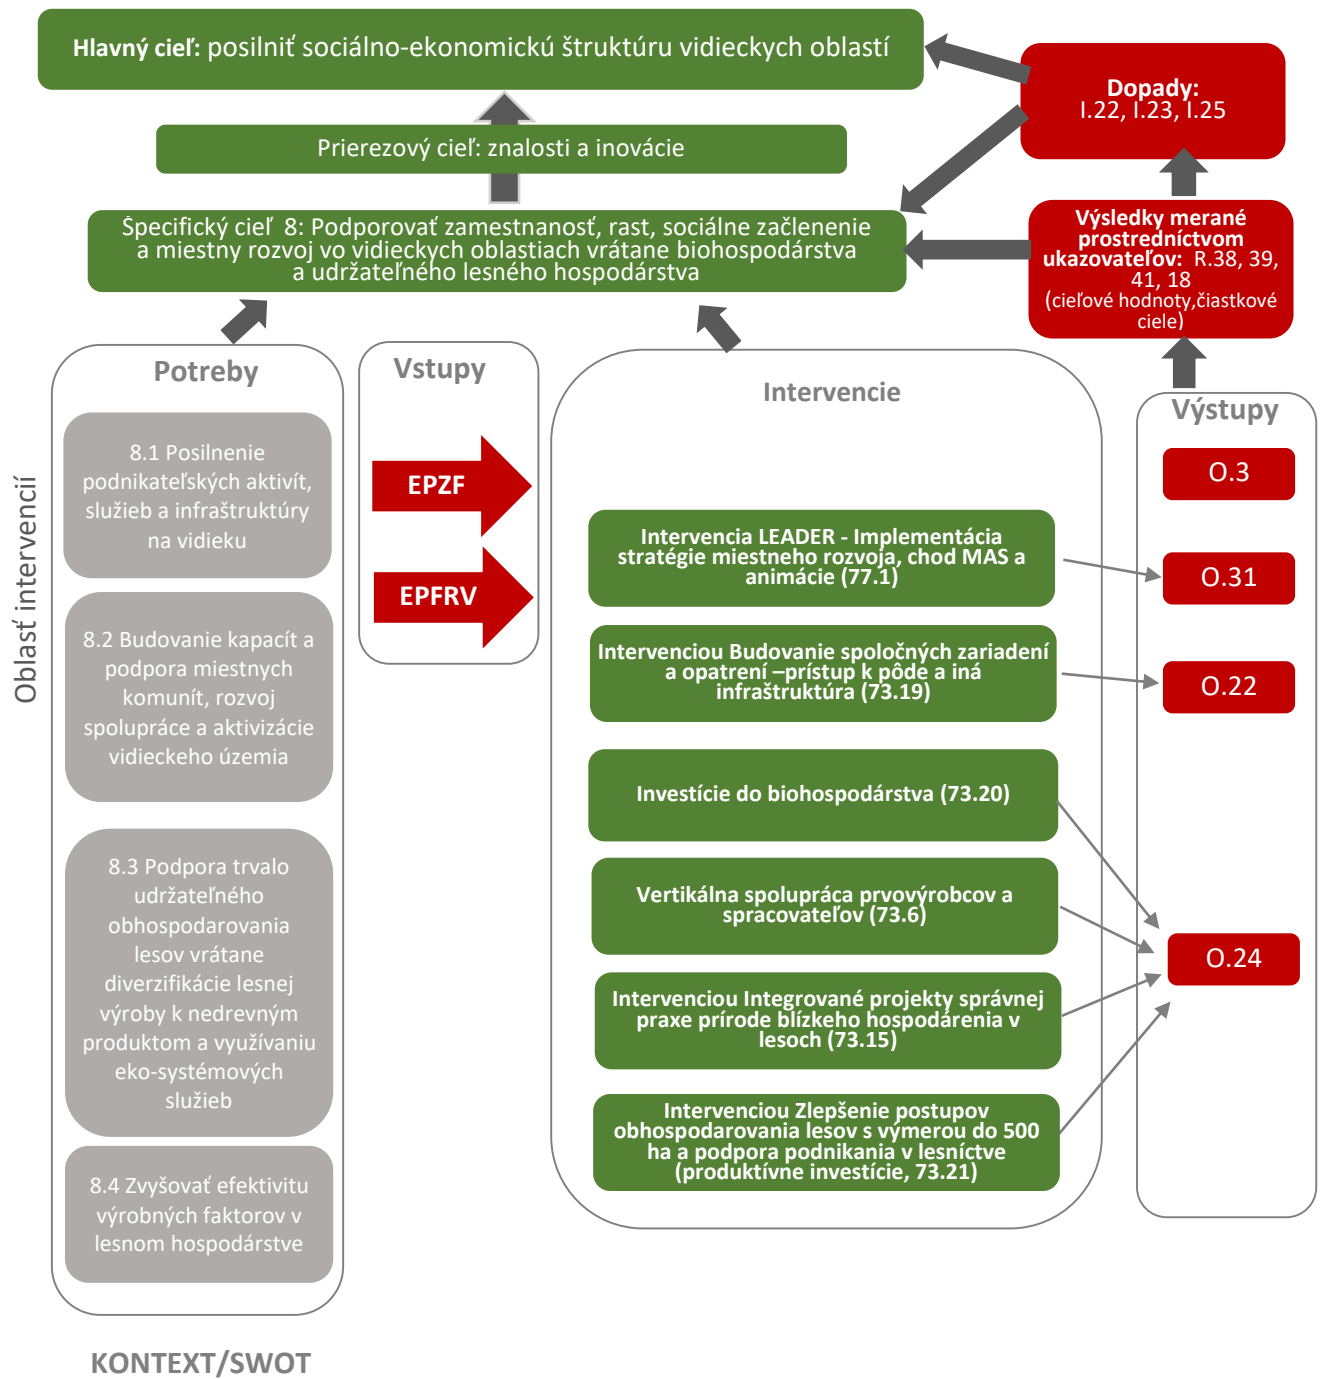 Hlavný cieľ: posilniť sociálno-ekonomickú štruktúru vidieckych oblastí
Prierezový cieľ: znalosti a inovácie
Špecifický cieľ 8: Podporovať zamestnanosť, rast, sociálne začlenenie
a miestny rozvoj vo vidieckych oblastiach vrátane biohospodárstva
a udržateľného lesného hospodárstva
Dopady:
I.22, I.23, I.25
Výsledky merané
prostredníctvom
ukazovateľov: R.38, 39,
41, 18
(cieľové hodnoty,čiastkové
ciele)
Oblasť intervencií
Potreby
8.1 Posilnenie
podnikateľských aktivít,
služieb a infraštruktúry
na vidieku
8.2 Budovanie kapacít a
podpora miestnych
komunít, rozvoj
spolupráce a aktivizácie
vidieckeho územia
8.3 Podpora trvalo
udržateľného
obhospodarovania
lesov vrátane
diverzifikácie lesnej
výroby k nedrevným
produktom a využívaniu
eko-systémových
služieb
8.4 Zvyšovať efektivitu
výrobných faktorov v
lesnom hospodárstve
KONTEXT/SWOT
Vstupy
EPZF
EPFRV
Intervencie
Intervencia LEADER - Implementácia
stratégie miestneho rozvoja, chod MAS a
animácie (77.1)
Intervenciou Budovanie spoločných zariadení
a opatrení –prístup k pôde a iná
infraštruktúra (73.19)
Investície do biohospodárstva (73.20)
Vertikálna spolupráca prvovýrobcov a
spracovateľov (73.6)
Intervenciou Integrované projekty správnej
praxe prírode blízkeho hospodárenia v
lesoch (73.15)
Intervenciou Zlepšenie postupov
obhospodarovania lesov s výmerou do 500
ha a podpora podnikania v lesníctve
(produktívne investície, 73.21)
Výstupy
O.3
O.31
O.22
O.24